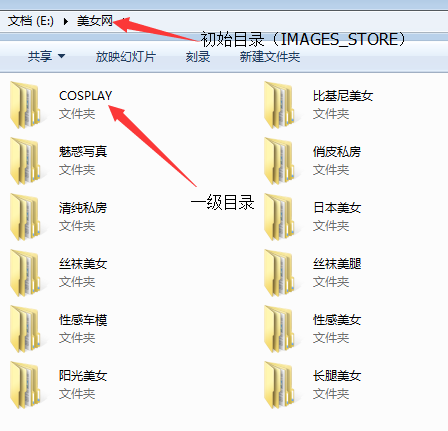 文档 (E:) ▸ 美女网
初始目录（IMAGES_STORE）
共享 放映幻灯片 刻录 新建文件夹
COSPLAY
文件夹
比基尼美女
文件夹
一级目录
魅惑写真
文件夹
俏皮私房
文件夹
清纯私房
文件夹
日本美女
文件夹
丝袜美女
文件夹
丝袜美腿
文件夹
性感车模
文件夹
性感美女
文件夹
阳光美女
文件夹
长腿美女
文件夹